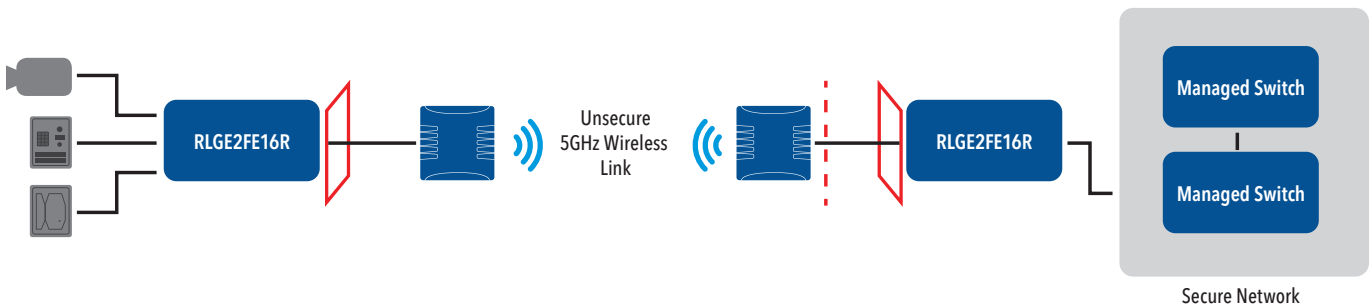 RLGE2FE16R
Unsecure
5GHz Wireless
Link
RLGE2FE16R
Managed Switch
Managed Switch
Secure Network